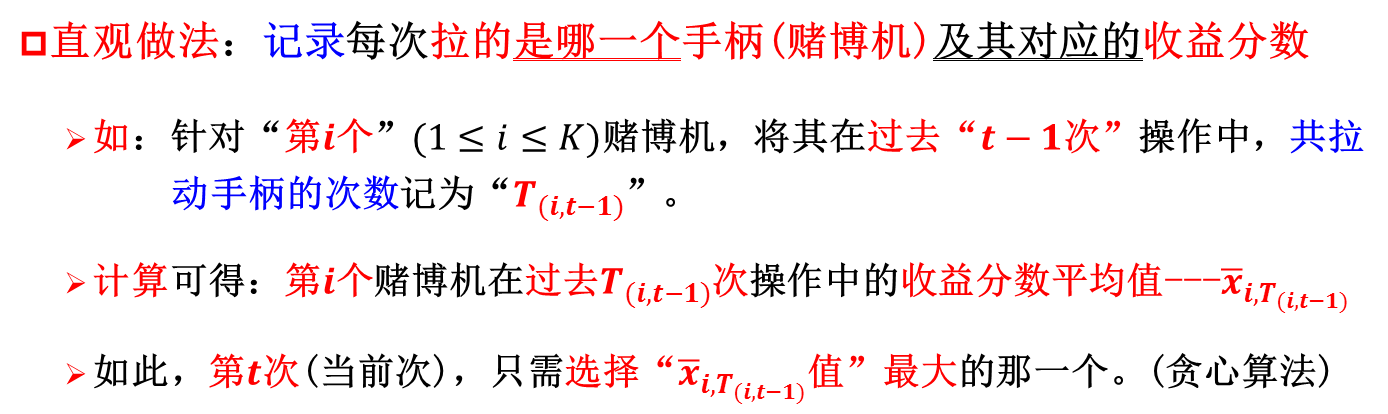 直观做法：记录每次拉的是哪一个手柄(赌博机)及其对应的收益分数
➢如：针对“第i个”(1 ≤ i ≤ K)赌博机，将其在过去“t − 1次”操作中，共拉
动手柄的次数记为“T(i,t−1)”。
➢计算可得：第i个赌博机在过去T(i,t−1)次操作中的收益分数平均值---x̅i,T(i,t−1)
➢如此，第t次(当前次)，只需选择“x̅i,T(i,t−1)值”最大的那一个。(贪心算法)